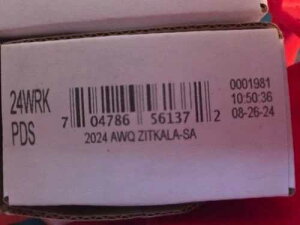 24WRK
PDS
7 04786 56137 2
2024 AWQ ZITKALA-SA
0001981
10:50:36
08-26-24